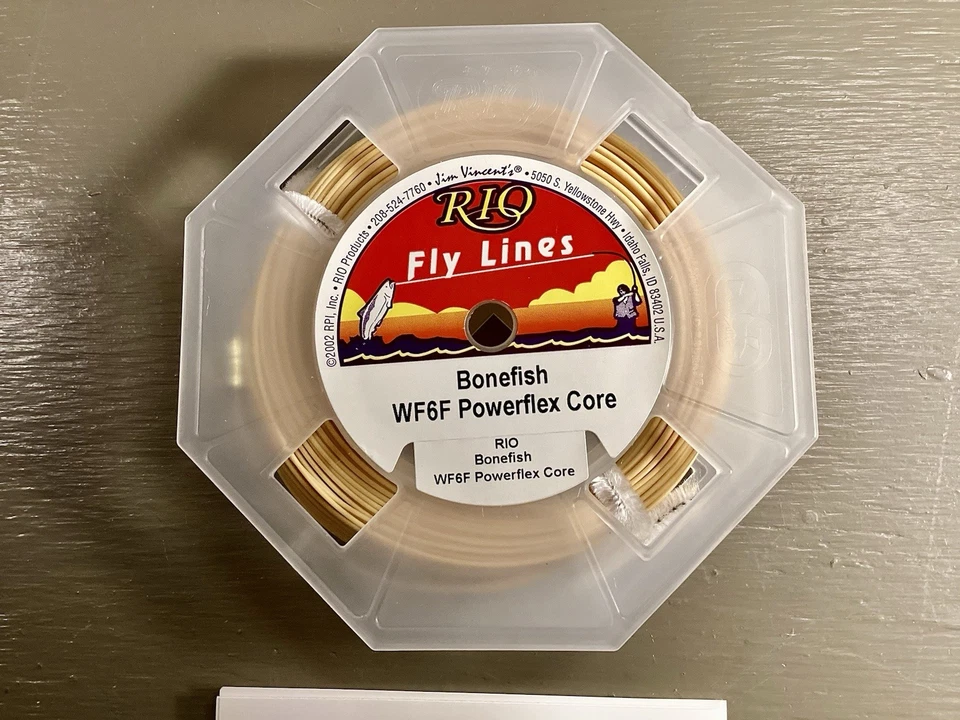 ©2002 RPI, Inc. • RIO Products • 208-524-7760 • Jim Vincent's® • 5050 S. Yellowstone Hwy • Idaho Falls, ID 83402 U.S.A.
RIO
Fly Lines
Bonefish
WF6F Powerflex Core
RIO
Bonefish
WF6F Powerflex Core